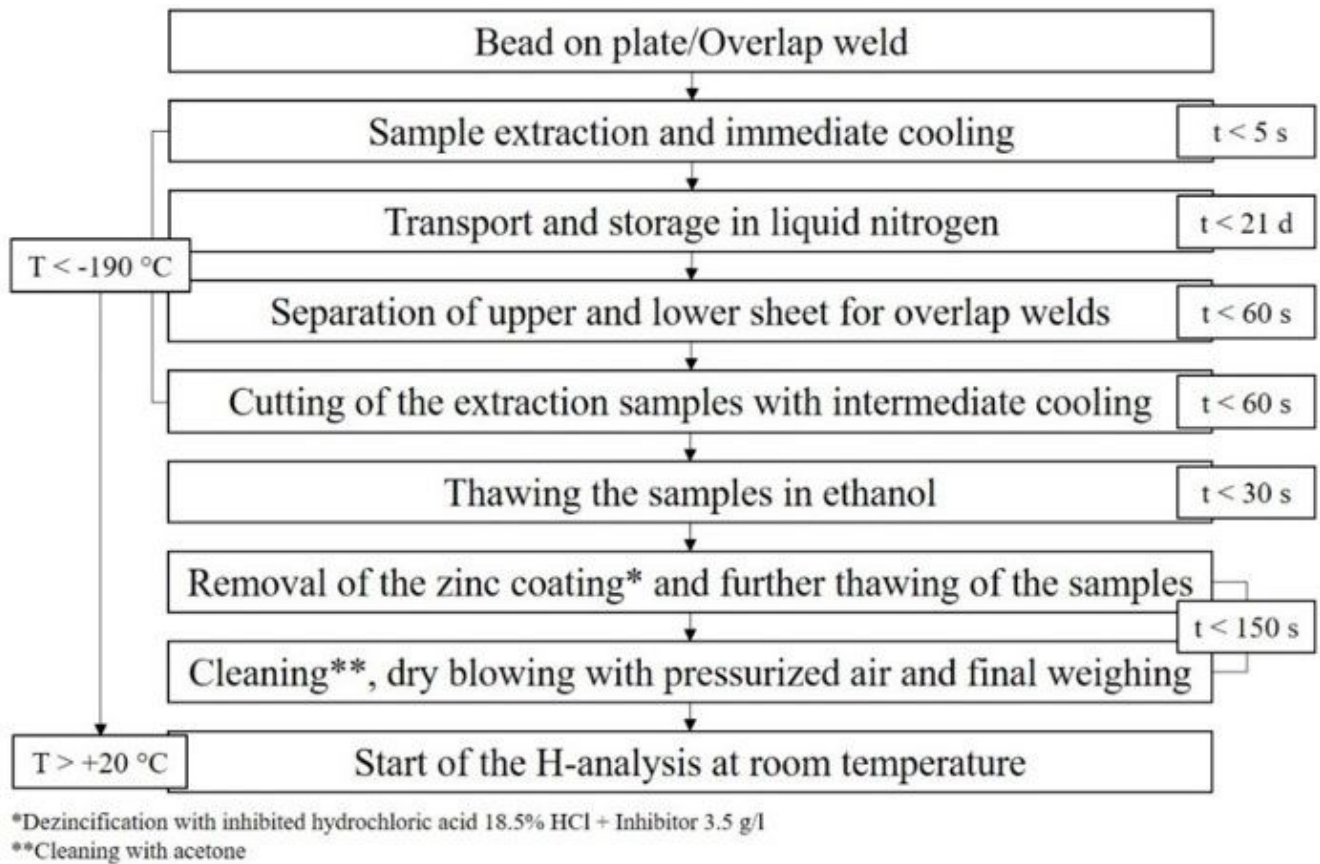 Bead on plate/Overlap weld
Sample extraction and immediate cooling
t < 5 s
Transport and storage in liquid nitrogen
t < 21 d
T < -190 °C
Separation of upper and lower sheet for overlap welds
t < 60 s
Cutting of the extraction samples with intermediate cooling
t < 60 s
Thawing the samples in ethanol
t < 30 s
Removal of the zinc coating* and further thawing of the samples
t < 150 s
Cleaning**, dry blowing with pressurized air and final weighing
T > +20 °C
Start of the H-analysis at room temperature
*Dezincification with inhibited hydrochloric acid 18.5% HCl + Inhibitor 3.5 g/l
**Cleaning with acetone